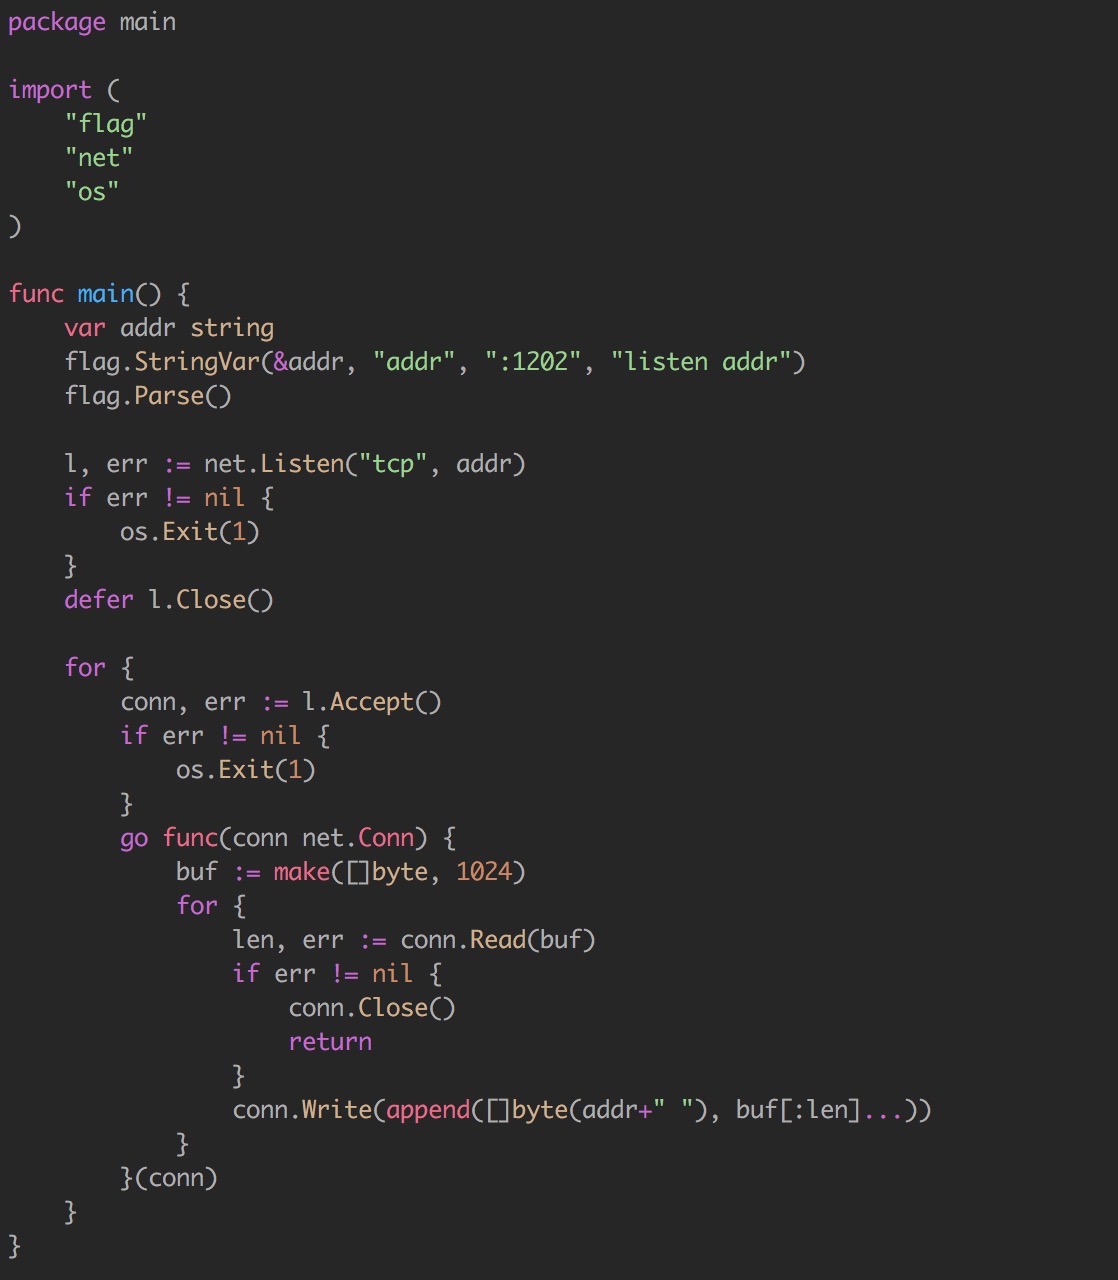 package main

import (
    "flag"
    "net"
    "os"
)

func main() {
    var addr string
    flag.StringVar(&addr, "addr", ":1202", "listen addr")
    flag.Parse()

    l, err := net.Listen("tcp", addr)
    if err != nil {
        os.Exit(1)
    }
    defer l.Close()

    for {
        conn, err := l.Accept()
        if err != nil {
            os.Exit(1)
        }
        go func(conn net.Conn) {
            buf := make([]byte, 1024)
            for {
                len, err := conn.Read(buf)
                if err != nil {
                    conn.Close()
                    return
                }
                conn.Write(append([]byte(addr+" "), buf[:len]...))
            }
        }(conn)
    }
}